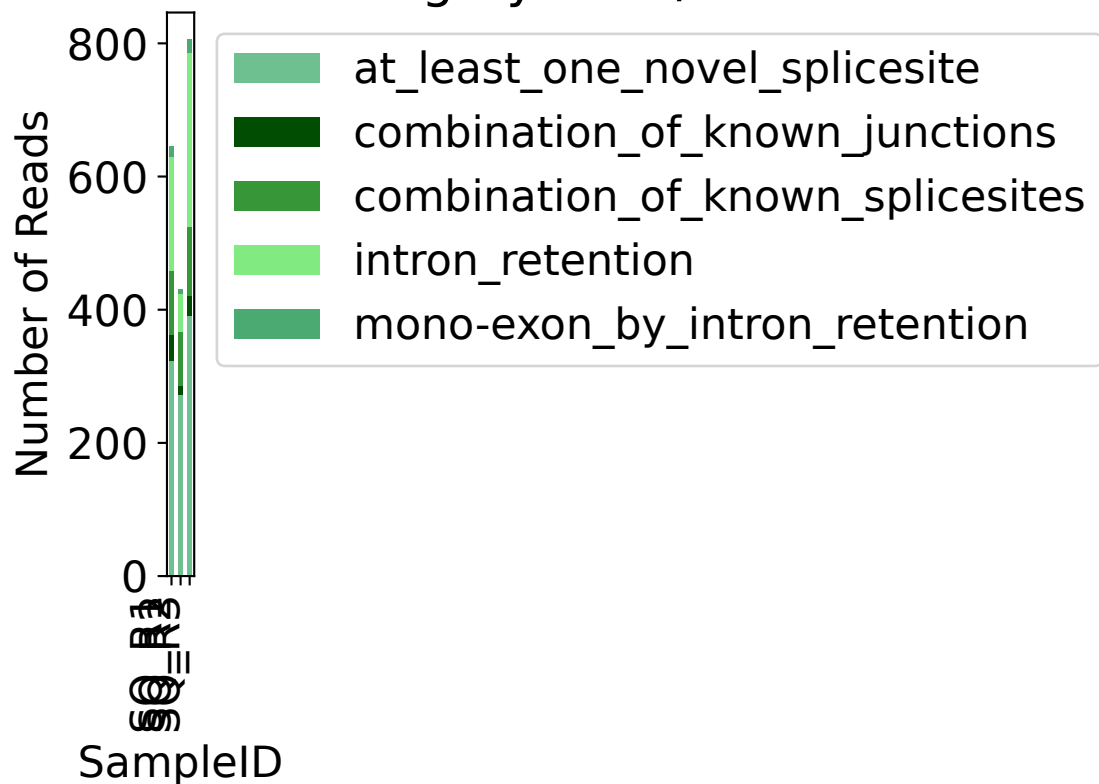 800
600
400
200
0
Number of Reads
at_least_one_novel_splicesite
combination_of_known_junctions
combination_of_known_splicesites
intron_retention
mono-exon_by_intron_retention
SampleID